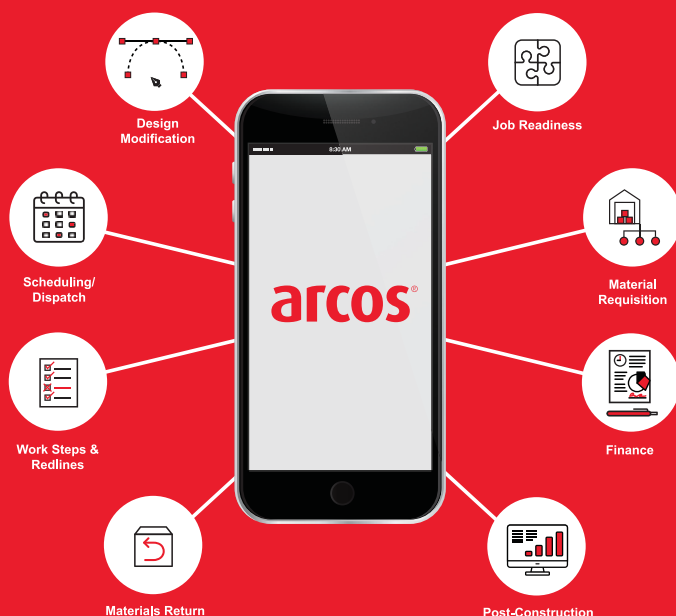 Design
Modification
Job Readiness
8:30 AM
Scheduling/
Dispatch
arcos®
Material
Requisition
Work Steps &
Redlines
Finance
Materials Return
Post-Construction